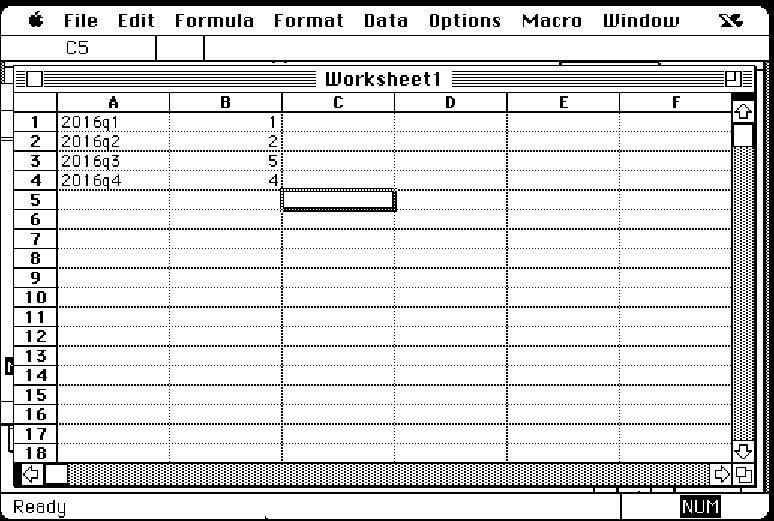 File Edit Formula Format Data Options Macro Window
C5
Worksheet1
A B C D E F
1 2016q1 1
2 2016q2 2
3 2016q3 5
4 2016q4 4
5
6
7
8
9
10
11
12
13
14
15
16
17
18
Ready NUM